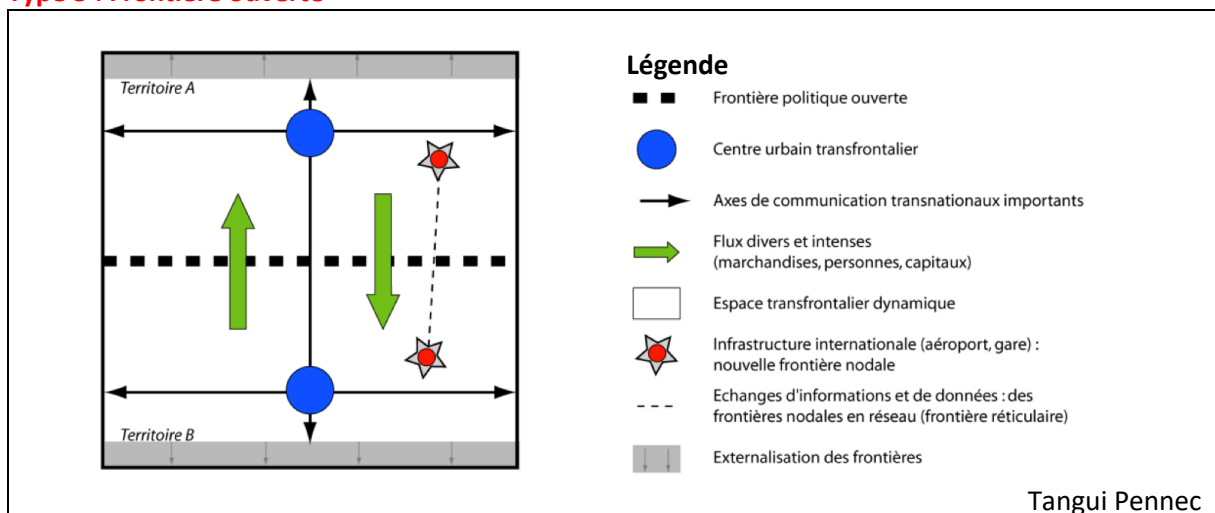 Type : Frontière ouverte
Territoire A
Territoire B
Légende
Frontière politique ouverte
Centre urbain transfrontalier
Axes de communication transnationaux importants
Flux divers et intenses
(marchandises, personnes, capitaux)
Espace transfrontalier dynamique
Infrastructure internationale (aéroport, gare) :
nouvelle frontière nodale
Echanges d'informations et de données : des
frontières nodales en réseau (frontière réticulaire)
Externalisation des frontières
Tangui Pennec